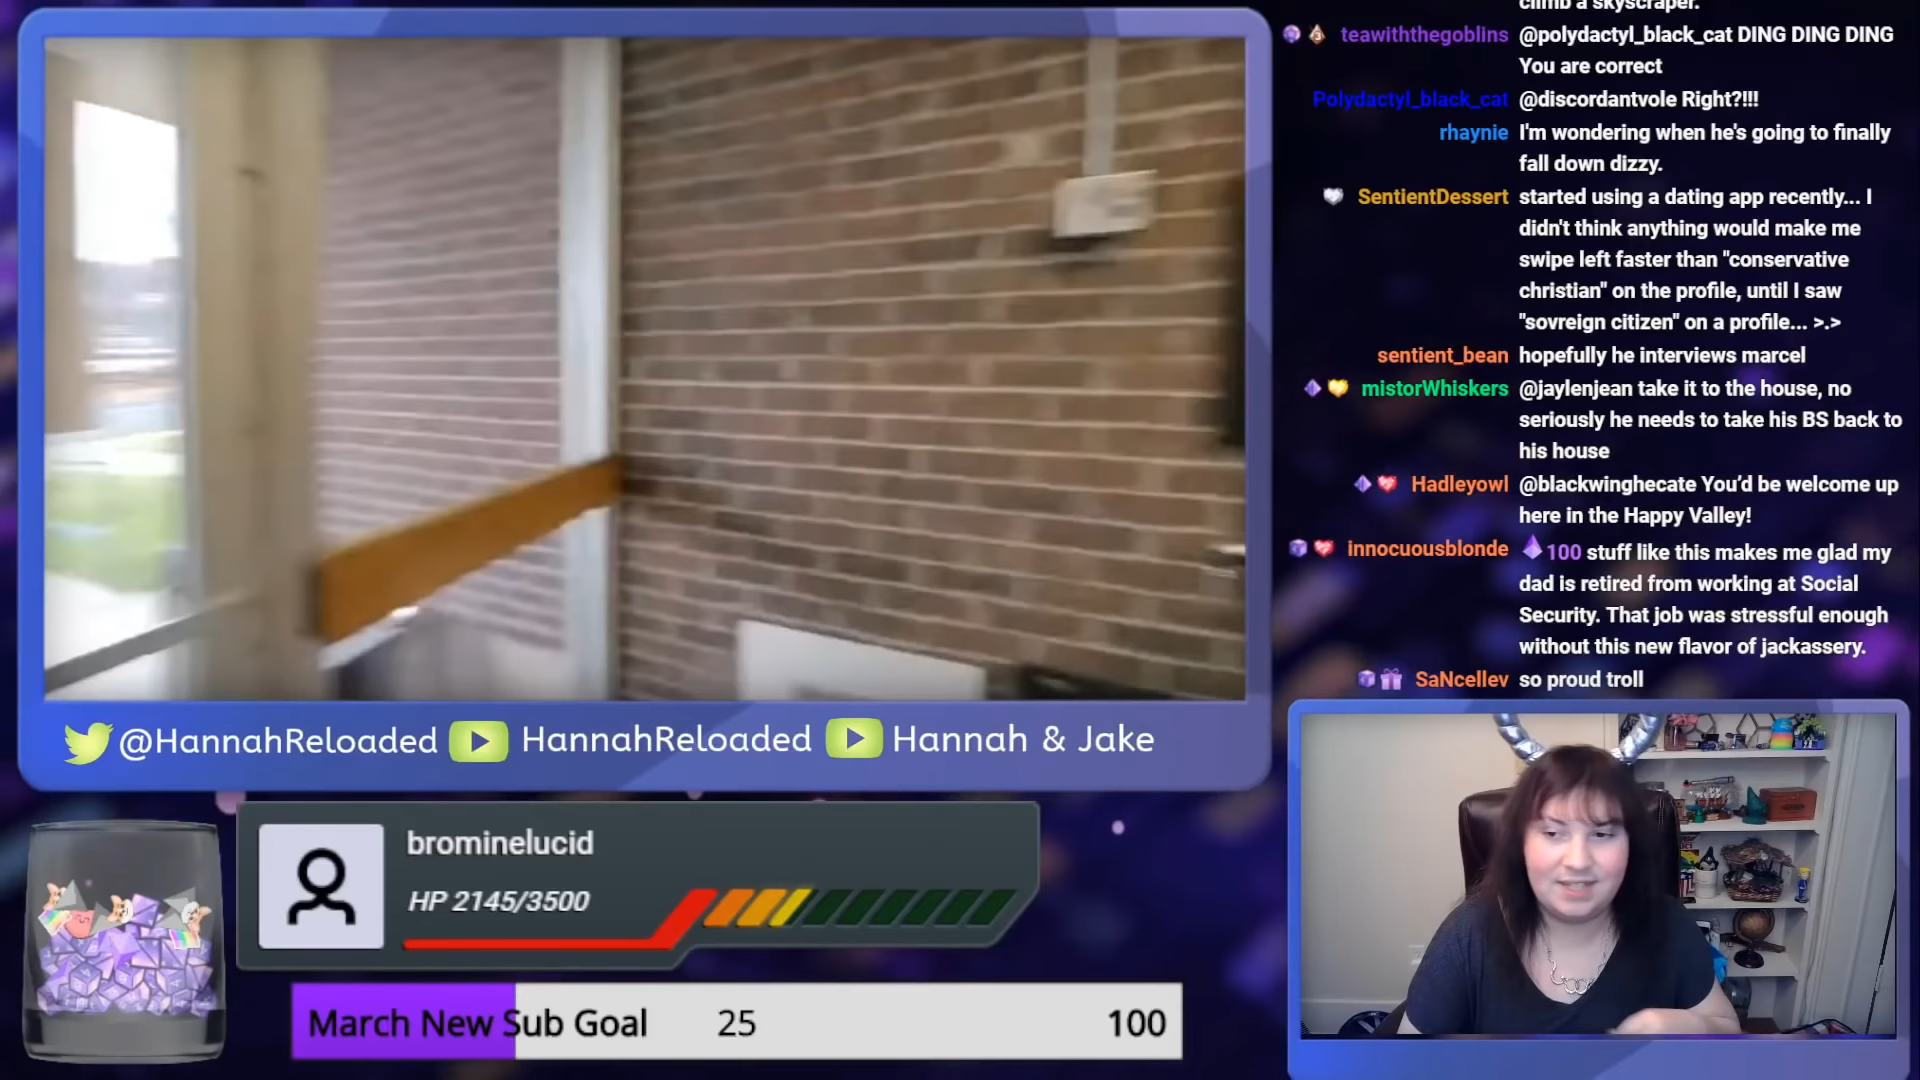 climb a skyscraper.
teawiththegoblins @polydactyl_black_cat DING DING DING
You are correct
Polydactyl_black_cat @discordantvole Right?!!!
rhaynie I'm wondering when he's going to finally
fall down dizzy.
SentientDessert started using a dating app recently... I
didn't think anything would make me
swipe left faster than "conservative
christian" on the profile, until I saw
"sovreign citizen" on a profile... >.>
sentient_bean hopefully he interviews marcel
mistorWhiskers @jaylenjean take it to the house, no
seriously he needs to take his BS back to
his house
Hadleyowl @blackwinghecate You'd be welcome up
here in the Happy Valley!
innocuousblonde 100 stuff like this makes me glad my
dad is retired from working at Social
Security. That job was stressful enough
without this new flavor of jackassery.
SaNcellev so proud troll
@HannahReloaded HannahReloaded Hannah & Jake
brominelucid
HP 2145/3500
March New Sub Goal 25 100